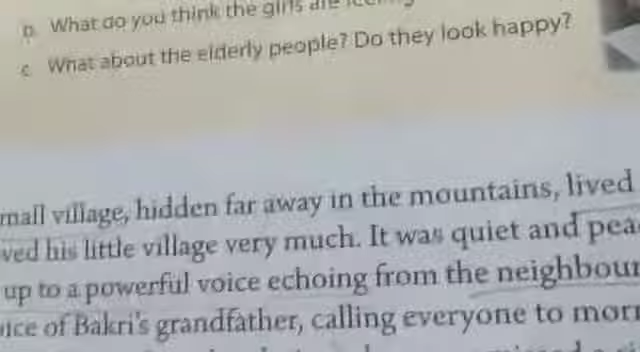 b. What do you think the girls are
c. What about the elderly people? Do they look happy?
mall village, hidden far away in the mountains, lived
ved his little village very much. It was quiet and pea
up to a powerful voice echoing from the neighbour
ice of Bakri's grandfather, calling everyone to mor